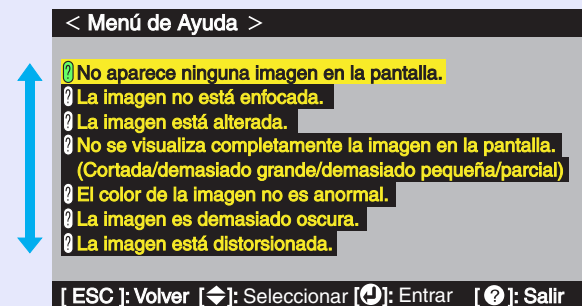 < Menú de Ayuda >
No aparece ninguna imagen en la pantalla.
La imagen no está enfocada.
La imagen está alterada.
No se visualiza completamente la imagen en la pantalla.
(Cortada/demasiado grande/demasiado pequeña/parcial)
El color de la imagen no es anormal.
La imagen es demasiado oscura.
La imagen está distorsionada.
[ ESC ]: Volver [ ]: Seleccionar [ ]: Entrar [ ? ]: Salir